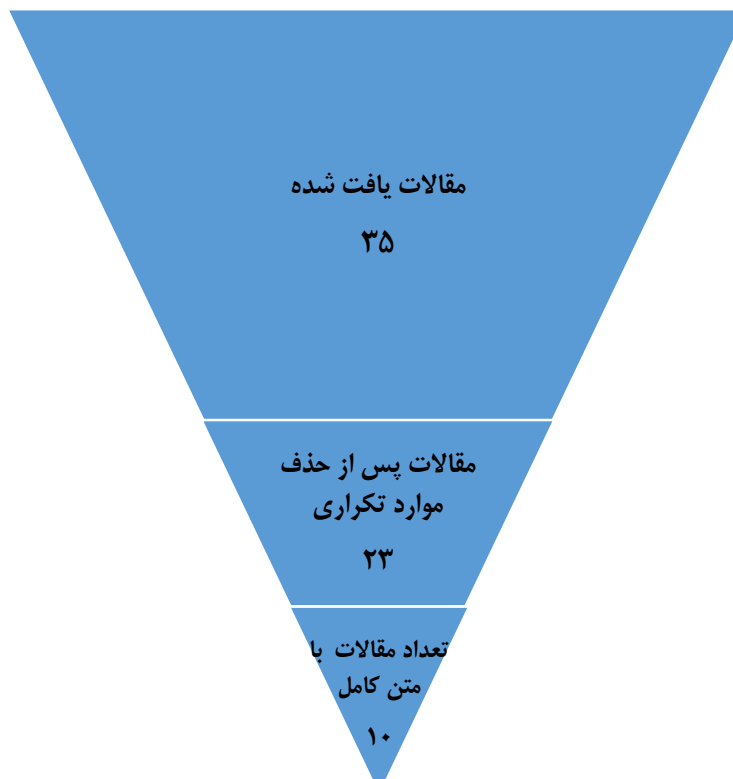 مقالات یافت شده
۳۵
مقالات پس از حذف
موارد تکراری
۲۳
تعداد مقالات با
متن کامل
۱۰